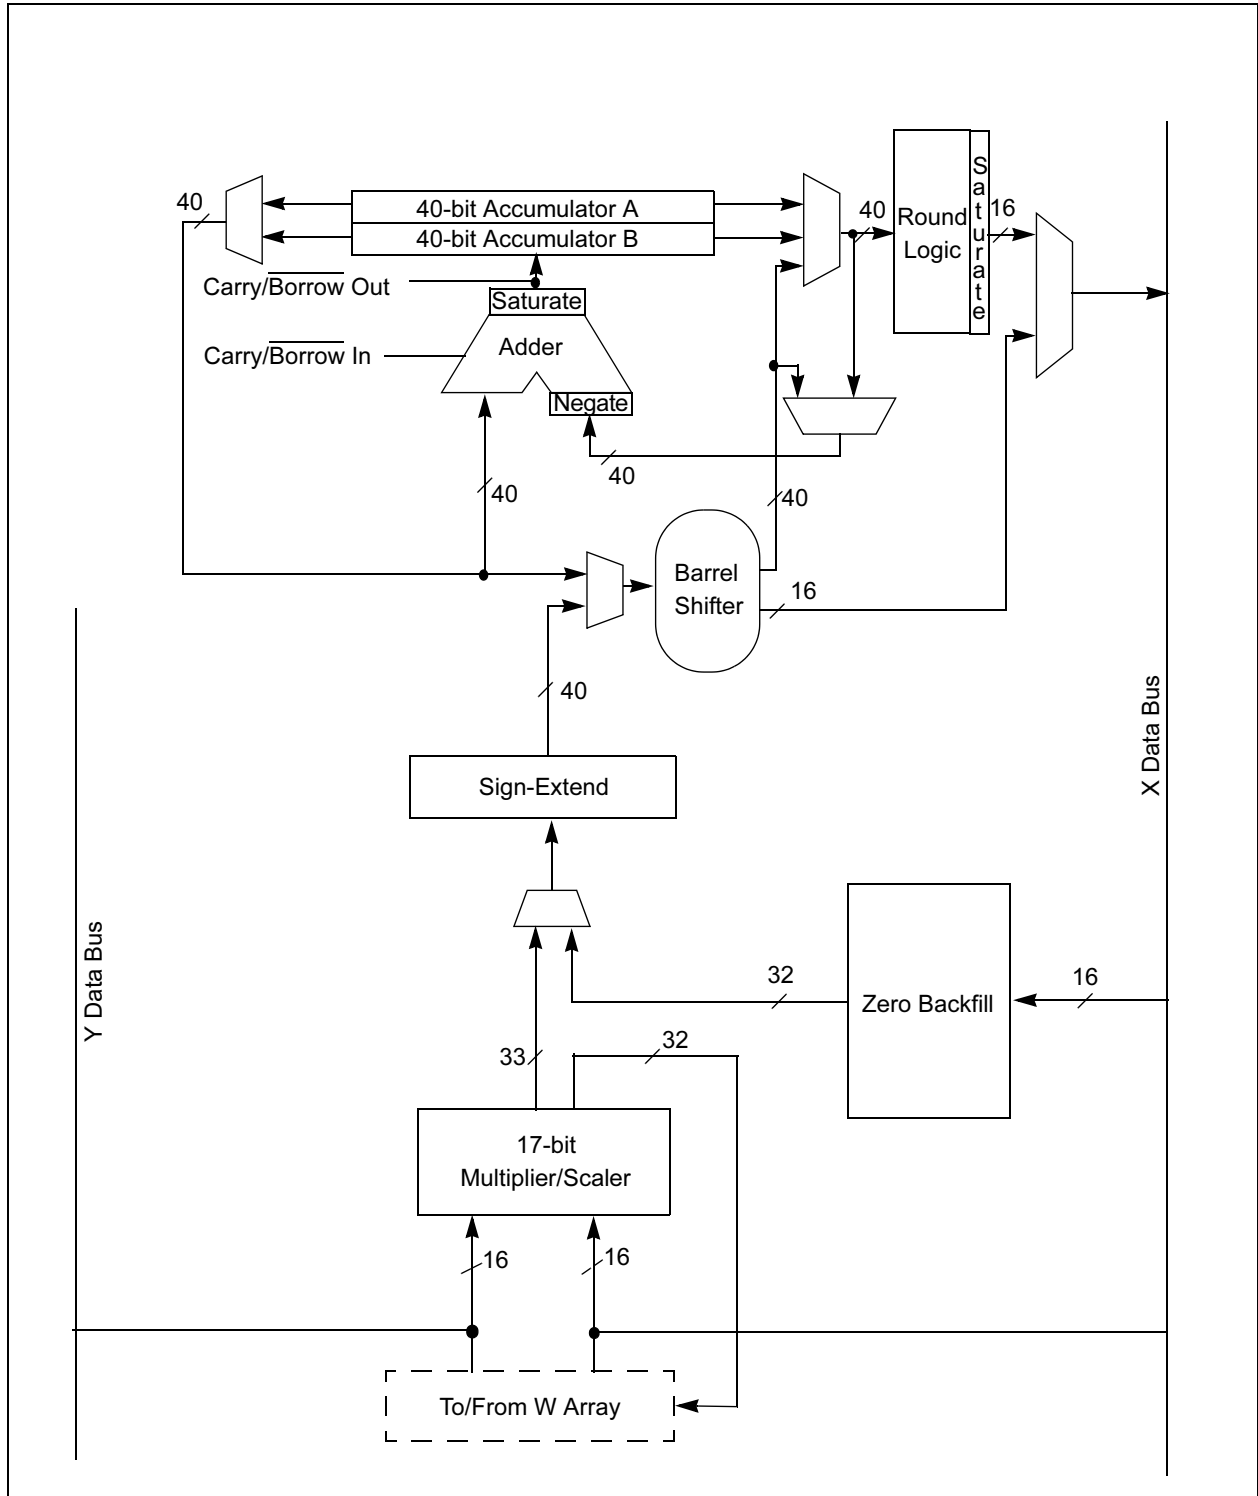 40
40-bit Accumulator A
40-bit Accumulator B
40
Round
Logic
Saturate
16
Carry/Borrow Out
Saturate
Carry/Borrow In
Adder
Negate
40
40
40
Barrel
Shifter
16
40
X Data Bus
Sign-Extend
Y Data Bus
32
Zero Backfill
16
33
32
17-bit
Multiplier/Scaler
16
16
To/From W Array